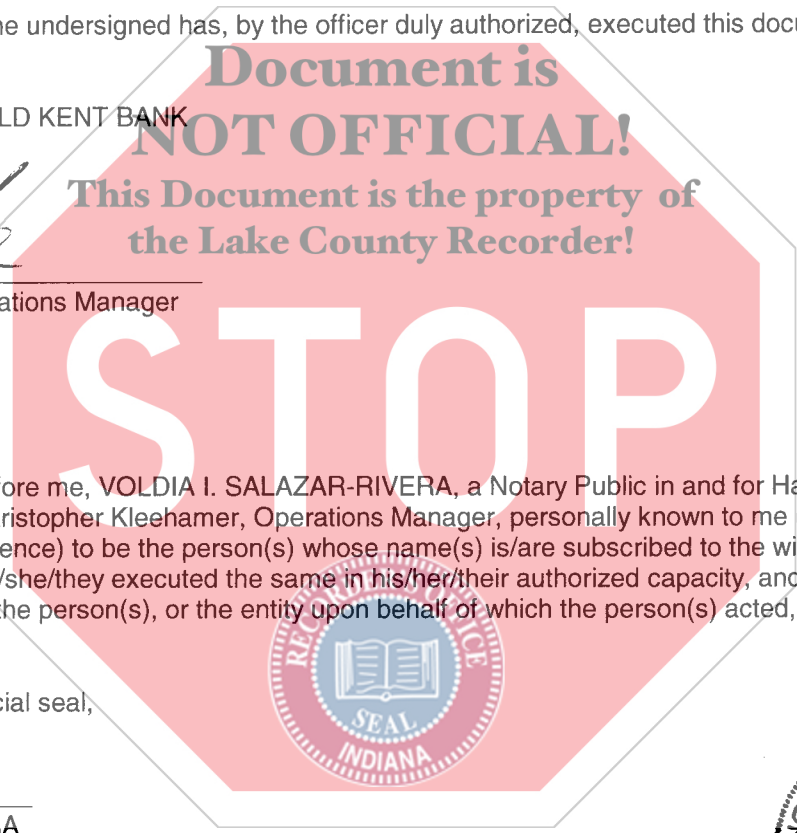 ne undersigned has, by the officer duly authorized, executed this docu
Document is
LD KENT BANK
NOT OFFICIAL!
This Document is the property of
the Lake County Recorder!
ations Manager
STOP
fore me, VOLDIA I. SALAZAR-RIVERA, a Notary Public in and for Ha
ristopher Kleehamer, Operations Manager, personally known to me
ence) to be the person(s) whose name(s) is/are subscribed to the wi
/she/they executed the same in his/her/their authorized capacity, and
the person(s), or the entity upon behalf of which the person(s) acted,
RECORDER'S OFFICE
SEAL
INDIANA
cial seal,
A